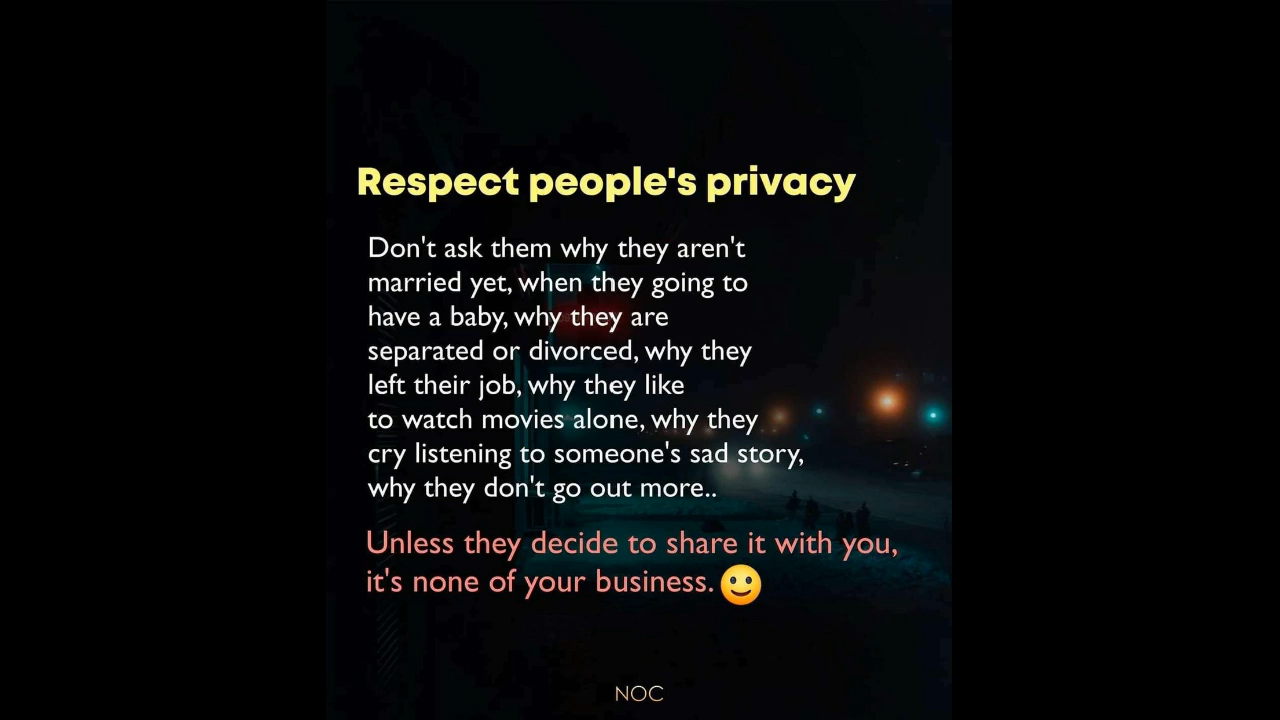 Respect people's privacy
Don't ask them why they aren't
married yet, when they going to
have a baby, why they are
separated or divorced, why they
left their job, why they like
to watch movies alone, why they
cry listening to someone's sad story,
why they don't go out more..
Unless they decide to share it with you,
it's none of your business. 🙂
NOC